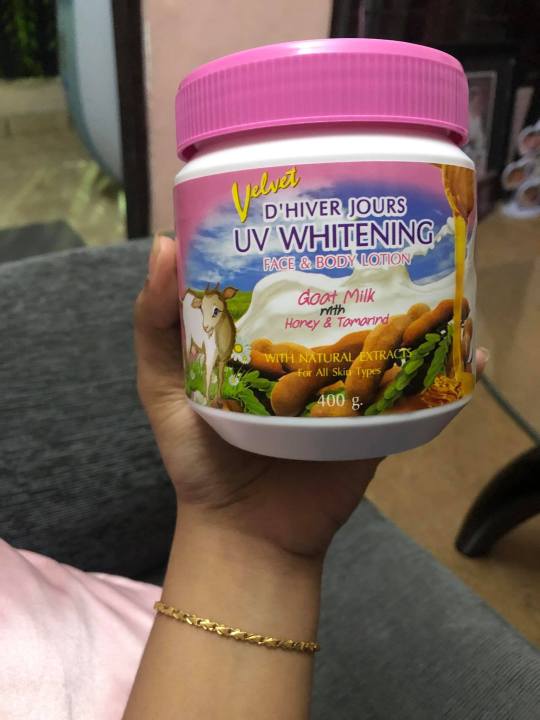 Velvet
D'HIVER JOURS
UV WHITENING
FACE & BODY LOTION
Goat Milk
with
Honey & Tamarind
WITH NATURAL EXTRACTS
For All Skin Types
400 g.